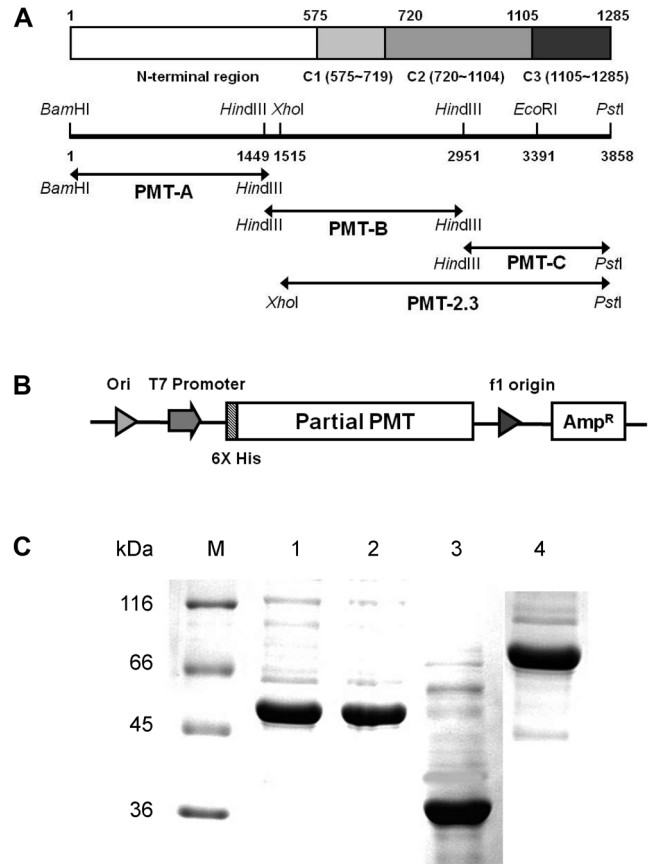 A
1 575 720 1105 1285
N-terminal region C1 (575~719) C2 (720~1104) C3 (1105~1285)
BamHI HindIII XhoI HindIII EcoRI PstI
1 1449 1515 2951 3391 3858
BamHI PMT-A HindIII
HindIII PMT-B HindIII
HindIII PMT-C PstI
XhoI PMT-2.3 PstI
B
Ori T7 Promoter f1 origin
Partial PMT AmpR
6X His
C kDa M 1 2 3 4
116
66
45
36